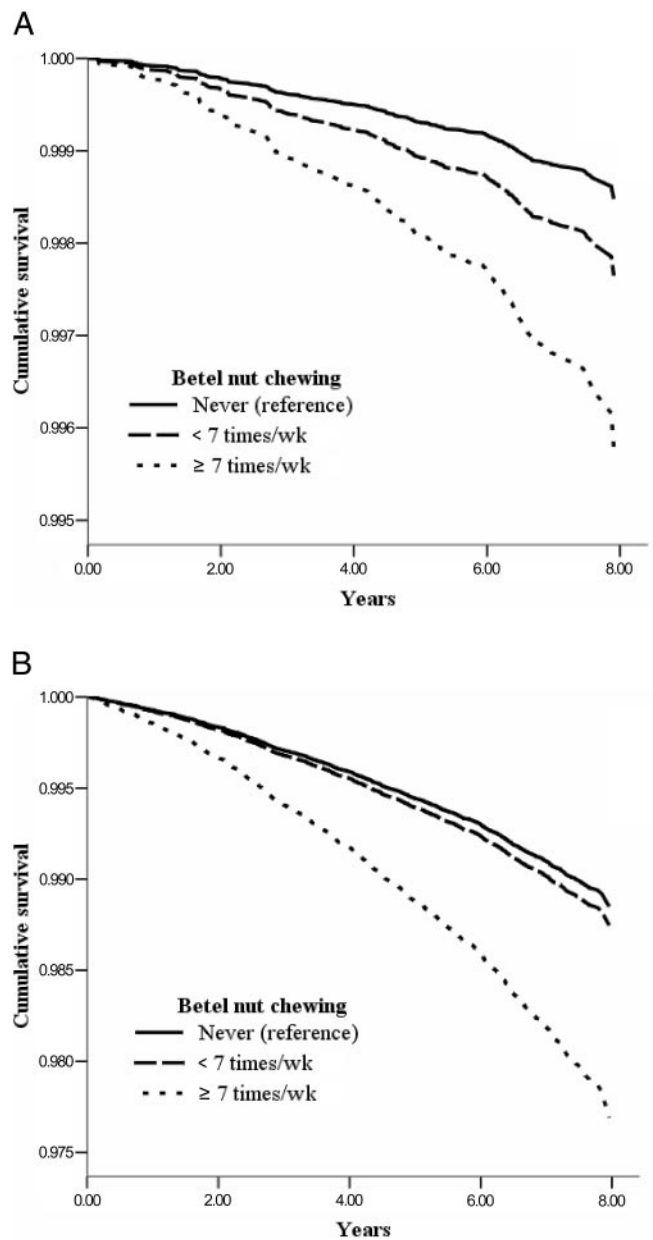 A
1.000
0.999
0.998
0.997
0.996
0.995
Cumulative survival
Betel nut chewing
Never (reference)
< 7 times/wk
≥ 7 times/wk
0.00 2.00 4.00 6.00 8.00
Years
B
1.000
0.995
0.990
0.985
0.980
0.975
Cumulative survival
Betel nut chewing
Never (reference)
< 7 times/wk
≥ 7 times/wk
0.00 2.00 4.00 6.00 8.00
Years